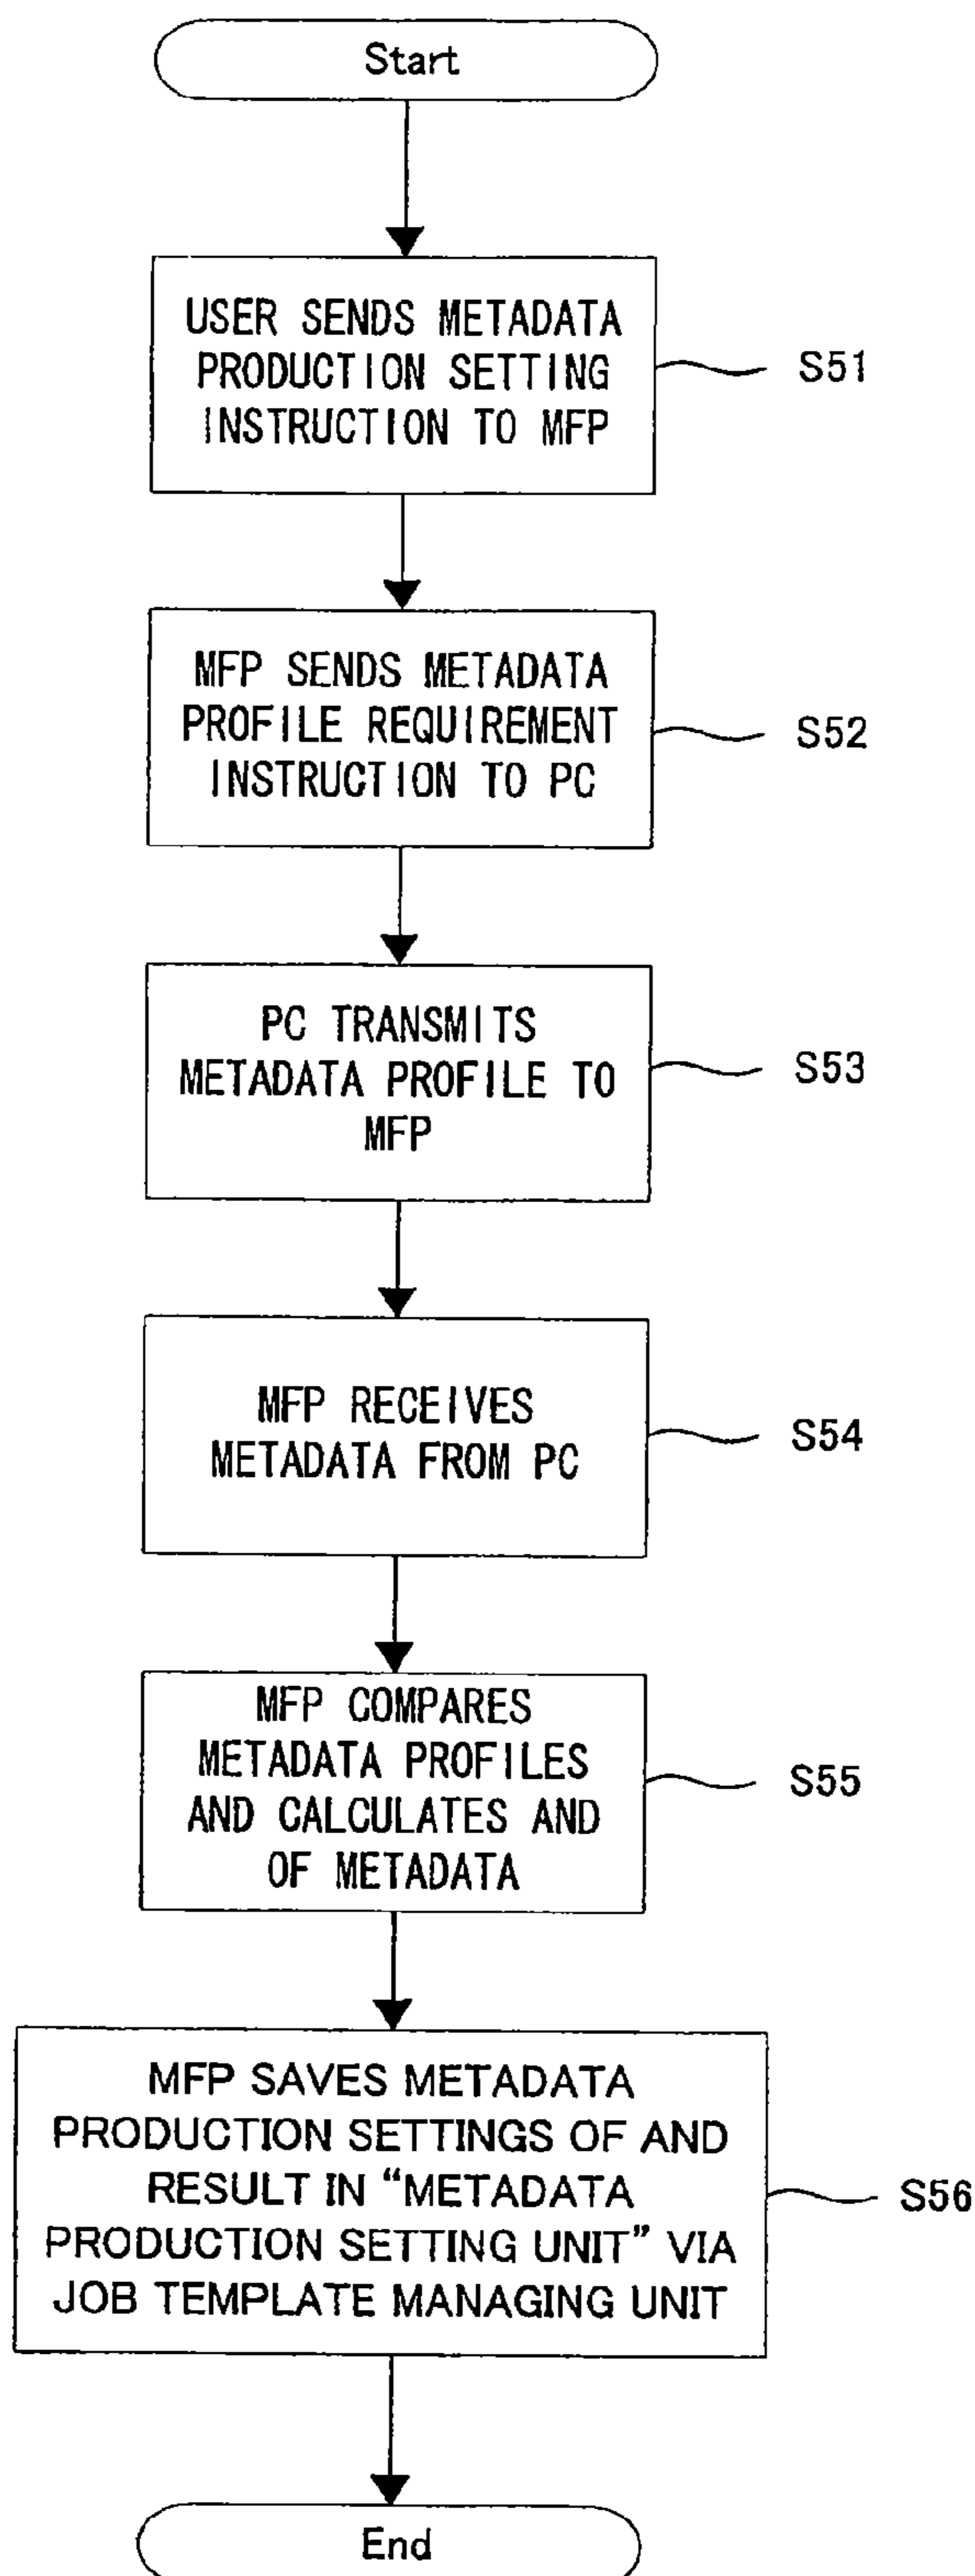 Start
USER SENDS METADATA
PRODUCTION SETTING
INSTRUCTION TO MFP
S51
MFP SENDS METADATA
PROFILE REQUIREMENT
INSTRUCTION TO PC
S52
PC TRANSMITS
METADATA PROFILE TO
MFP
S53
MFP RECEIVES
METADATA FROM PC
S54
MFP COMPARES
METADATA PROFILES
AND CALCULATES AND
OF METADATA
S55
MFP SAVES METADATA
PRODUCTION SETTINGS OF AND
RESULT IN “METADATA
PRODUCTION SETTING UNIT” VIA
JOB TEMPLATE MANAGING UNIT
S56
End